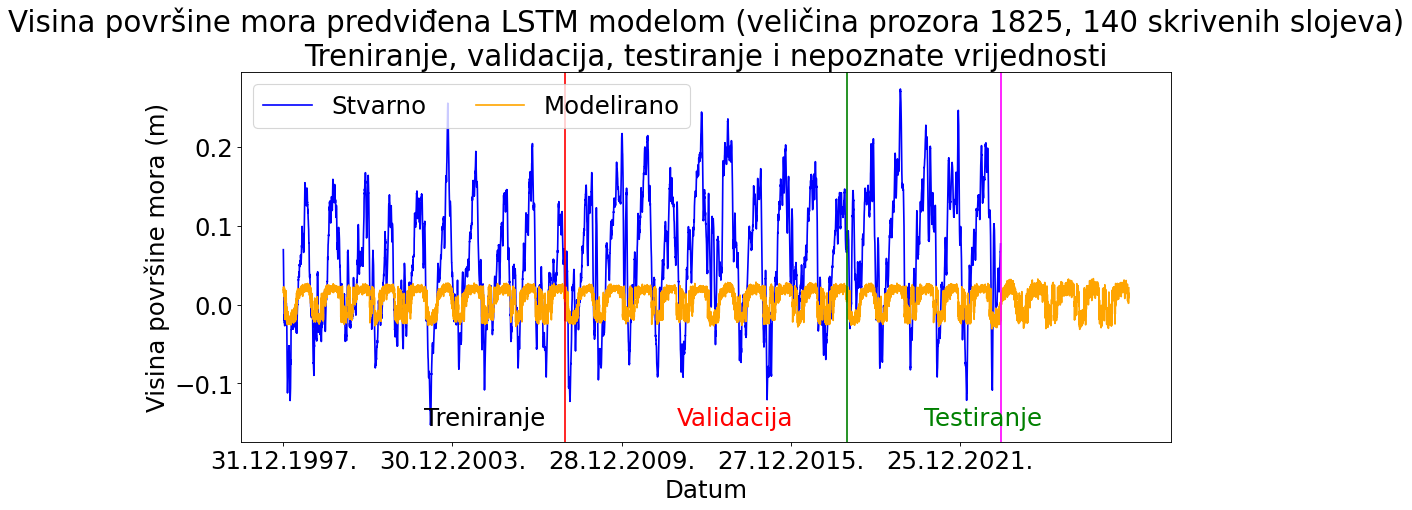 Visina površine mora predviđena LSTM modelom (veličina prozora 1825, 140 skrivenih slojeva)
Treniranje, validacija, testiranje i nepoznate vrijednosti
Stvarno Modelirano
Visina površine mora (m)
0.2
0.1
0.0
−0.1
Treniranje Validacija Testiranje
31.12.1997. 30.12.2003. 28.12.2009. 27.12.2015. 25.12.2021.
Datum